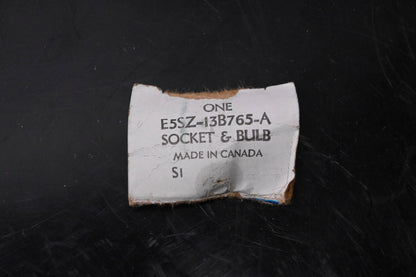 ONE
E5SZ-13B765-A
SOCKET & BULB
MADE IN CANADA
S1